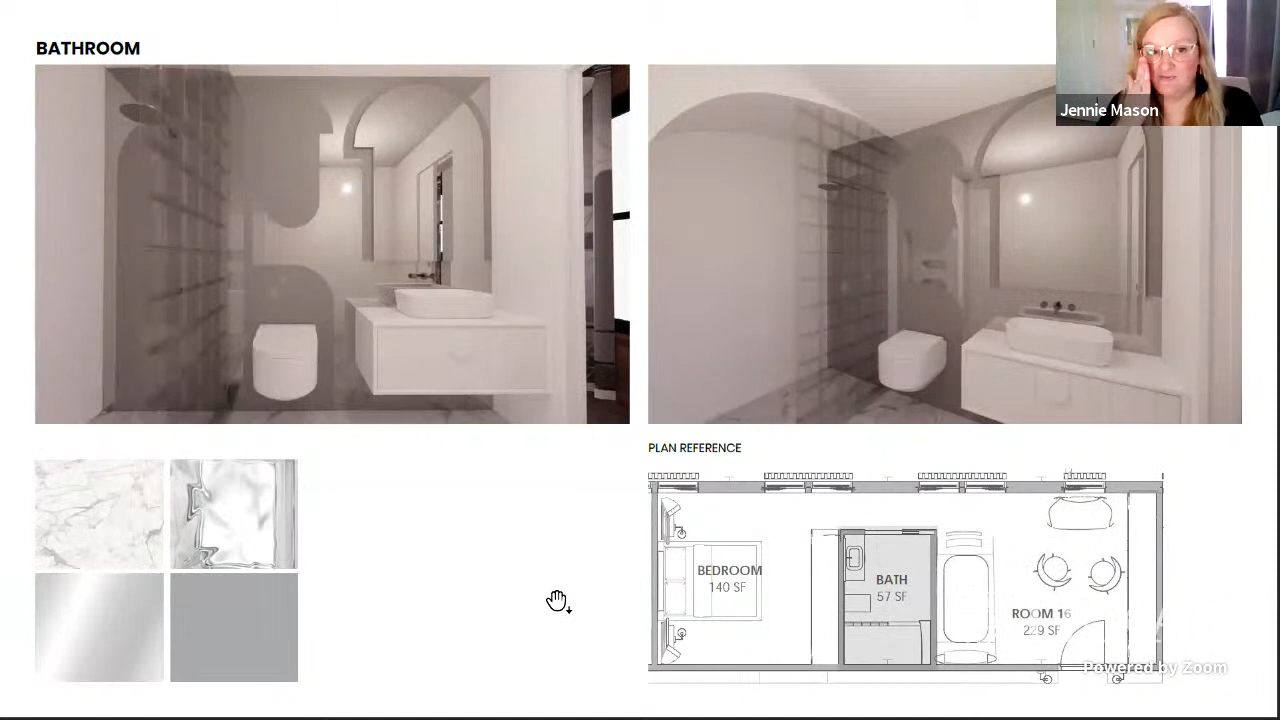 BATHROOM
Jennie Mason
PLAN REFERENCE
BEDROOM
140 SF
BATH
57 SF
ROOM 16
229 SF
Powered by Zoom